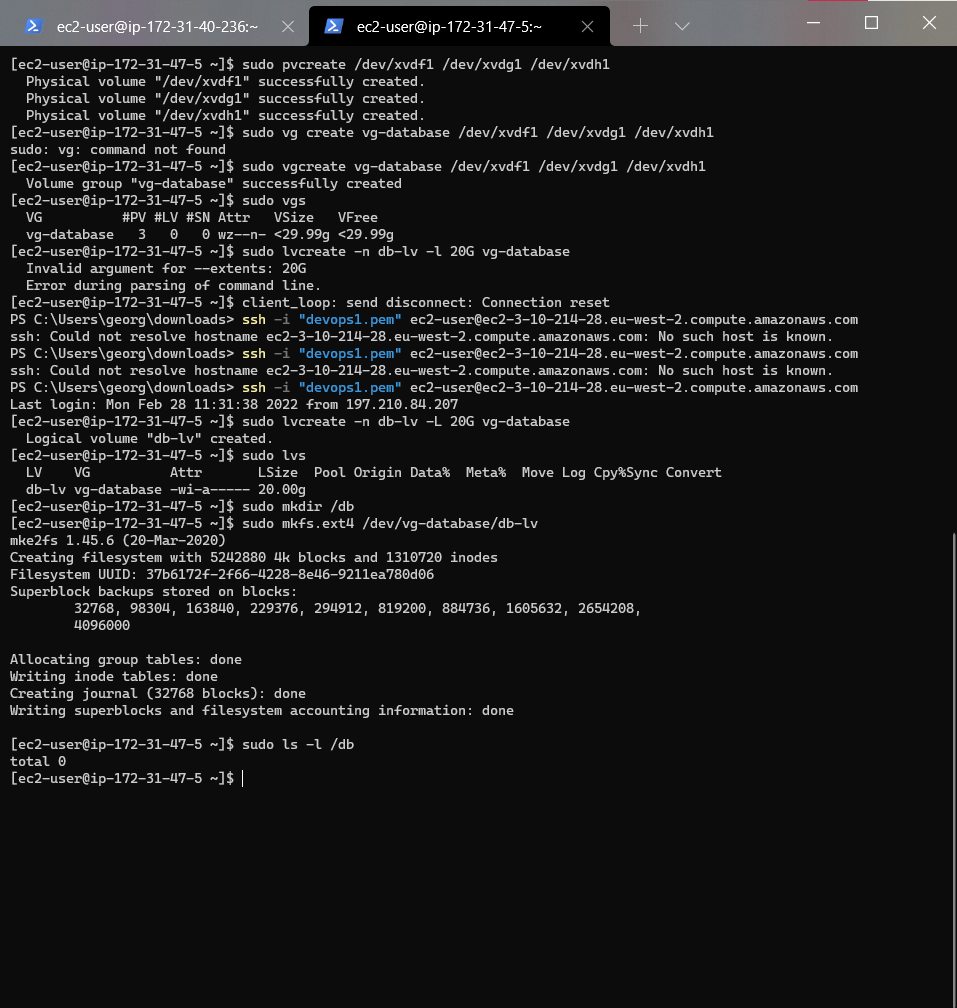 ec2-user@ip-172-31-40-236:~ ec2-user@ip-172-31-47-5:~
[ec2-user@ip-172-31-47-5 ~]$ sudo pvcreate /dev/xvdf1 /dev/xvdg1 /dev/xvdh1
  Physical volume "/dev/xvdf1" successfully created.
  Physical volume "/dev/xvdg1" successfully created.
  Physical volume "/dev/xvdh1" successfully created.
[ec2-user@ip-172-31-47-5 ~]$ sudo vg create vg-database /dev/xvdf1 /dev/xvdg1 /dev/xvdh1
sudo: vg: command not found
[ec2-user@ip-172-31-47-5 ~]$ sudo vgcreate vg-database /dev/xvdf1 /dev/xvdg1 /dev/xvdh1
  Volume group "vg-database" successfully created
[ec2-user@ip-172-31-47-5 ~]$ sudo vgs
  VG          #PV #LV #SN Attr   VSize   VFree
  vg-database   3   0   0 wz--n- <29.99g <29.99g
[ec2-user@ip-172-31-47-5 ~]$ sudo lvcreate -n db-lv -l 20G vg-database
  Invalid argument for --extents: 20G
  Error during parsing of command line.
[ec2-user@ip-172-31-47-5 ~]$ client_loop: send disconnect: Connection reset
PS C:\Users\georg\downloads> ssh -i "devops1.pem" ec2-user@ec2-3-10-214-28.eu-west-2.compute.amazonaws.com
ssh: Could not resolve hostname ec2-3-10-214-28.eu-west-2.compute.amazonaws.com: No such host is known.
PS C:\Users\georg\downloads> ssh -i "devops1.pem" ec2-user@ec2-3-10-214-28.eu-west-2.compute.amazonaws.com
ssh: Could not resolve hostname ec2-3-10-214-28.eu-west-2.compute.amazonaws.com: No such host is known.
PS C:\Users\georg\downloads> ssh -i "devops1.pem" ec2-user@ec2-3-10-214-28.eu-west-2.compute.amazonaws.com
Last login: Mon Feb 28 11:31:38 2022 from 197.210.84.207
[ec2-user@ip-172-31-47-5 ~]$ sudo lvcreate -n db-lv -L 20G vg-database
  Logical volume "db-lv" created.
[ec2-user@ip-172-31-47-5 ~]$ sudo lvs
  LV    VG          Attr       LSize  Pool Origin Data%  Meta%  Move Log Cpy%Sync Convert
  db-lv vg-database -wi-a----- 20.00g
[ec2-user@ip-172-31-47-5 ~]$ sudo mkdir /db
[ec2-user@ip-172-31-47-5 ~]$ sudo mkfs.ext4 /dev/vg-database/db-lv
mke2fs 1.45.6 (20-Mar-2020)
Creating filesystem with 5242880 4k blocks and 1310720 inodes
Filesystem UUID: 37b6172f-2f66-4228-8e46-9211ea780d06
Superblock backups stored on blocks:
        32768, 98304, 163840, 229376, 294912, 819200, 884736, 1605632, 2654208,
        4096000
Allocating group tables: done
Writing inode tables: done
Creating journal (32768 blocks): done
Writing superblocks and filesystem accounting information: done
[ec2-user@ip-172-31-47-5 ~]$ sudo ls -l /db
total 0
[ec2-user@ip-172-31-47-5 ~]$